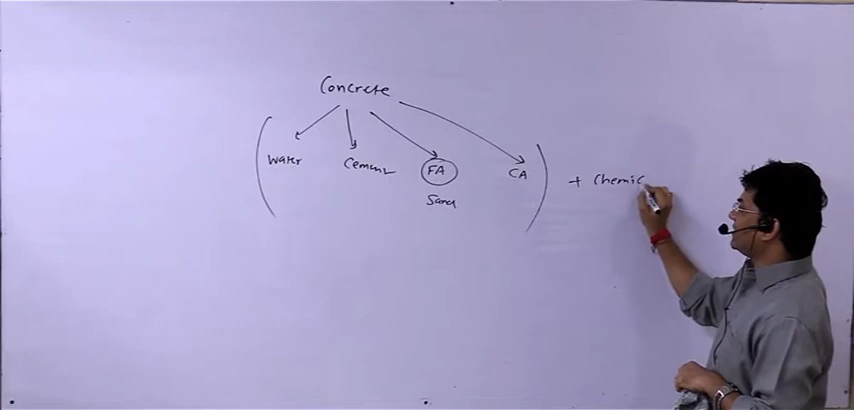 Concrete
Water Cement FA CA + Chemic
Sand